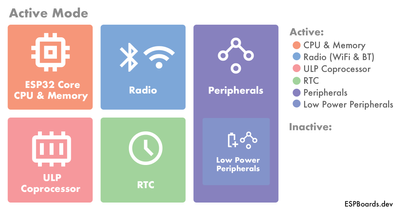 Active Mode
ESP32 Core
CPU & Memory
Radio
Peripherals
ULP
Coprocessor
RTC
Low Power
Peripherals
Active:
CPU & Memory
Radio (WiFi & BT)
ULP Coprocessor
RTC
Peripherals
Low Power Peripherals
Inactive:
ESPBoards.dev